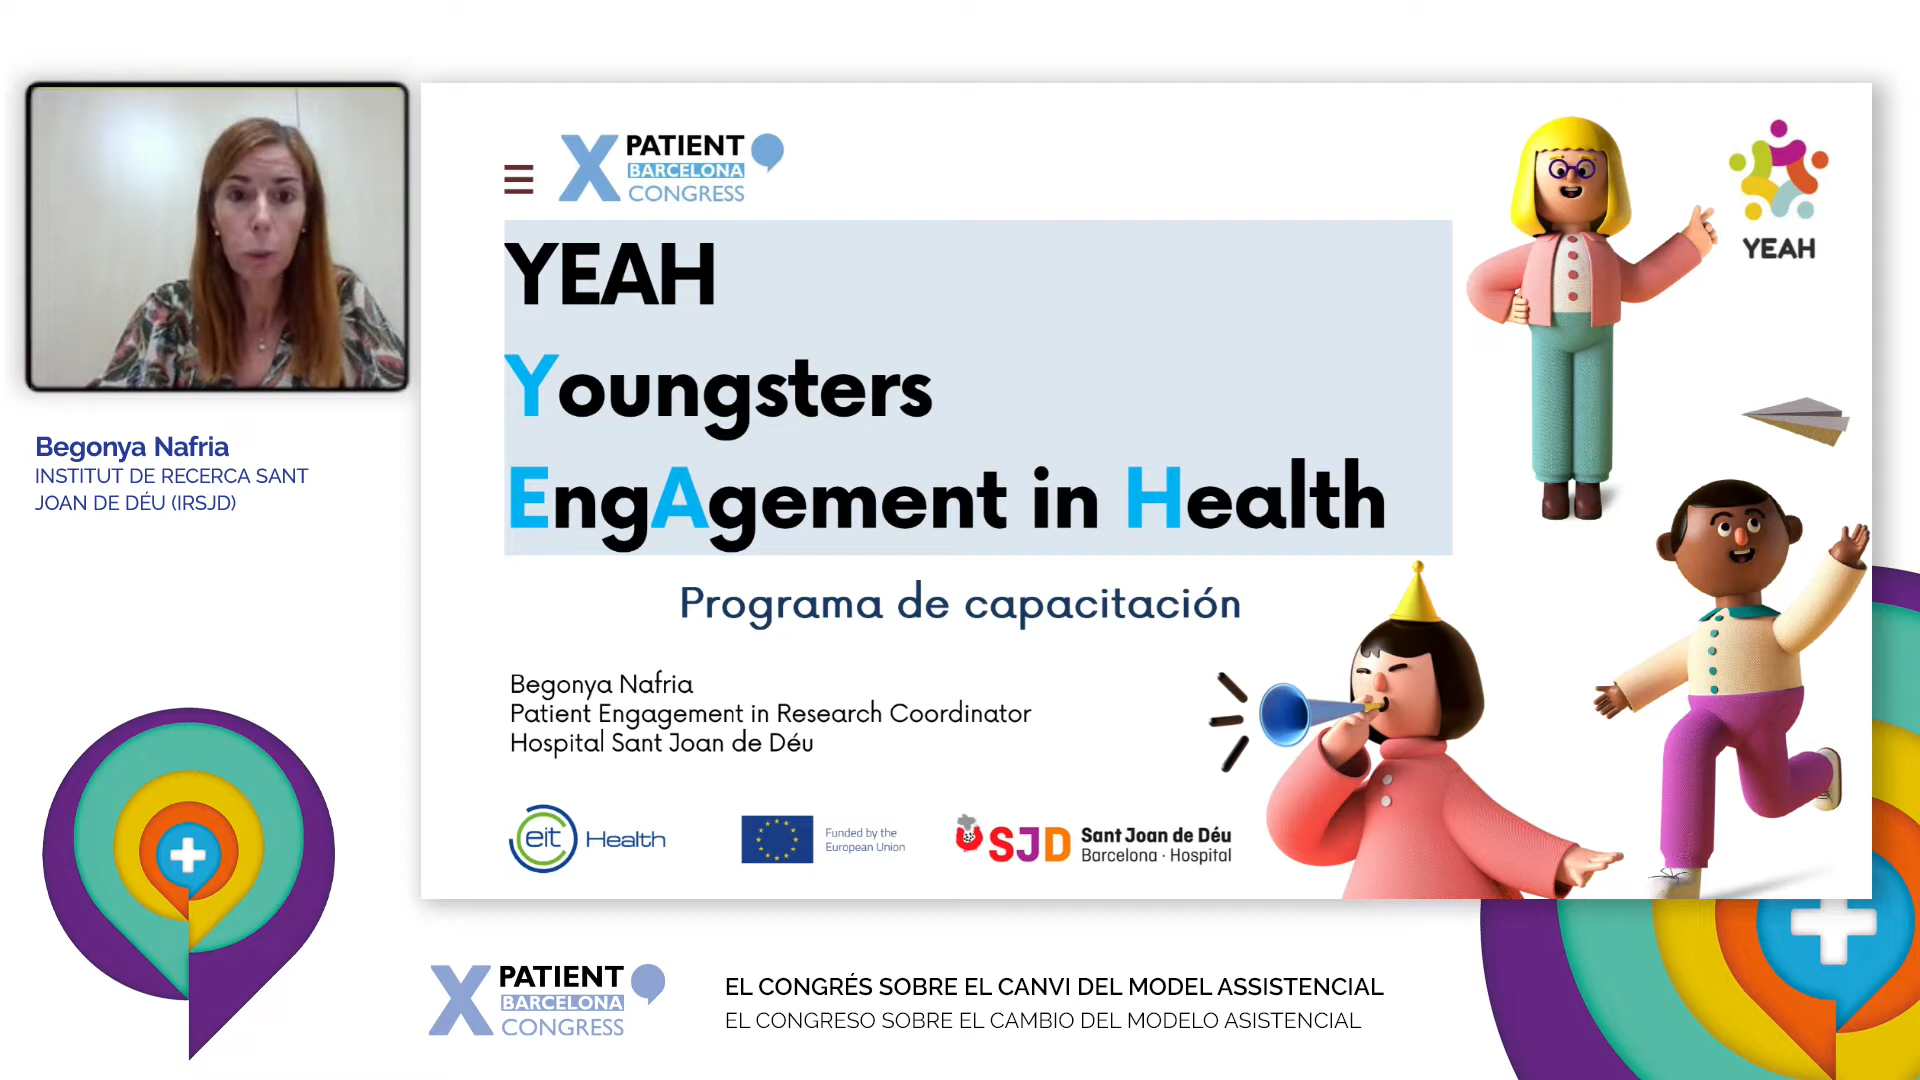 Begonya Nafria
INSTITUT DE RECERCA SANT
JOAN DE DÉU (IRSJD)
X PATIENT
BARCELONA
CONGRESS
YEAH
YEAH
Youngsters
EngAgement in Health
Programa de capacitación
Begonya Nafria
Patient Engagement in Research Coordinator
Hospital Sant Joan de Déu
eit Health
Funded by the
European Union
SJD Sant Joan de Déu
Barcelona · Hospital
X PATIENT
BARCELONA
CONGRESS
EL CONGRÉS SOBRE EL CANVI DEL MODEL ASSISTENCIAL
EL CONGRESO SOBRE EL CAMBIO DEL MODELO ASISTENCIAL